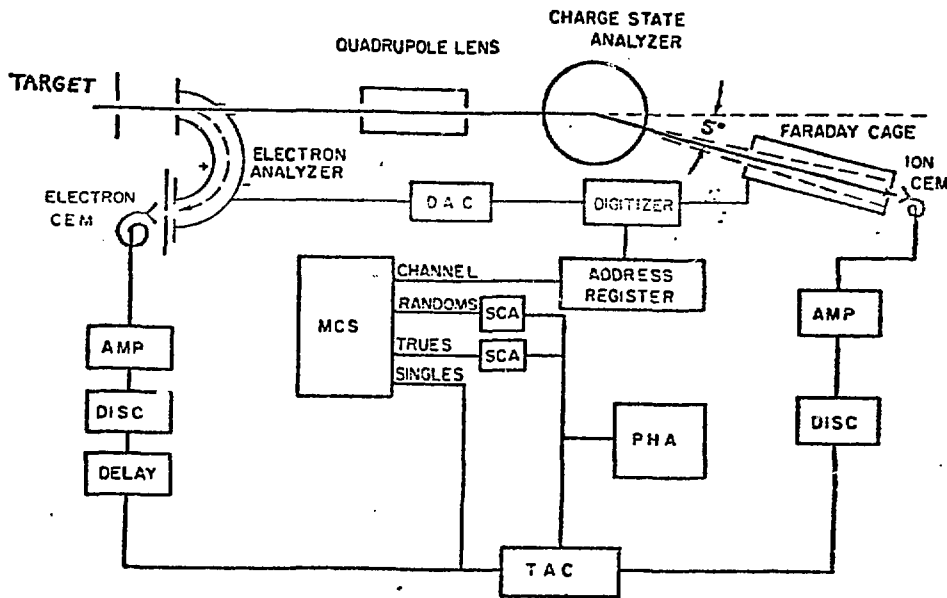 CHARGE STATE
ANALYZER
QUADRUPOLE LENS
TARGET
5°
FARADAY CAGE
ION
CEM
+
ELECTRON
ANALYZER
ELECTRON
CEM
DAC
DIGITIZER
CHANNEL
ADDRESS
REGISTER
RANDOMS
SCA
MCS
TRUES
SCA
SINGLES
AMP
AMP
DISC
PHA
DISC
DELAY
TAC